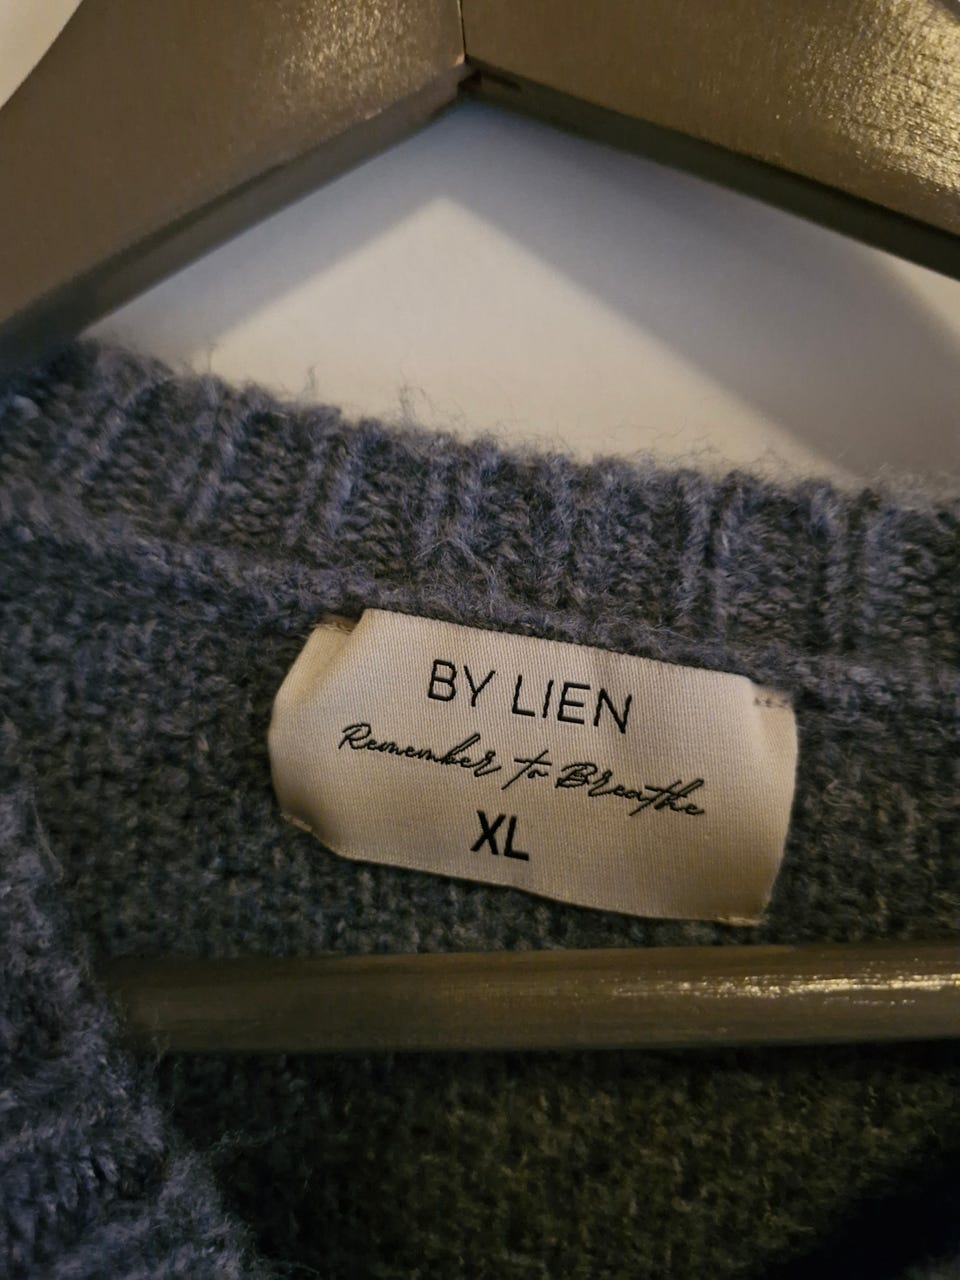 BY LIEN
Remember to Breathe
XL